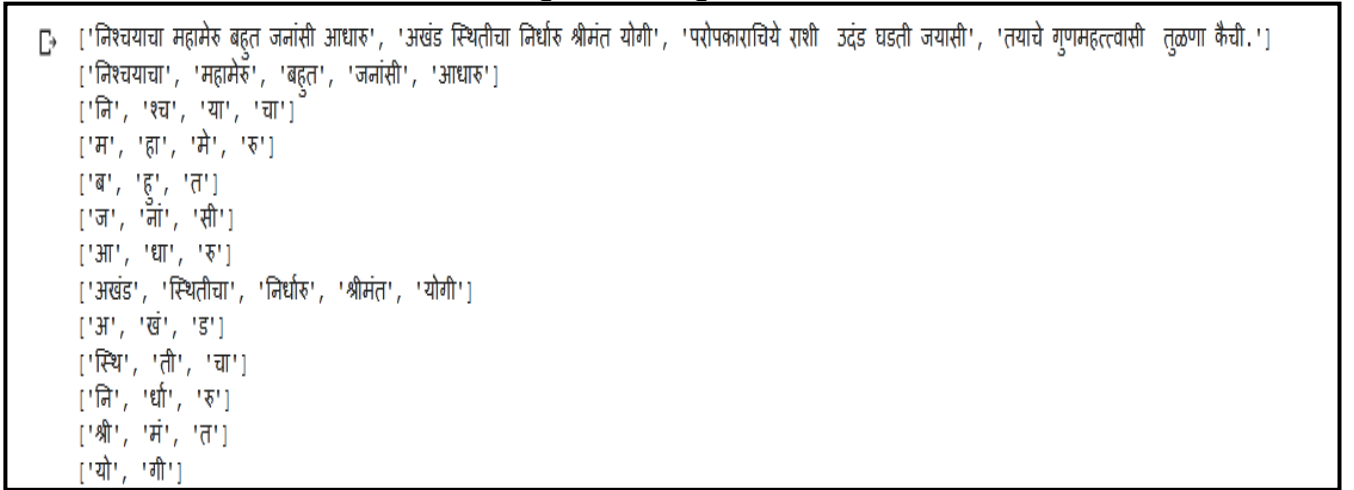 ['निश्चयाचा महामेरु बहुत जनांसी आधारु', 'अखंड स्थितीचा निर्धारु श्रीमंत योगी', 'परोपकाराचिये राशी  उदंड घडती जयासी', 'तयाचे गुणमहत्त्वासी  तुळणा कैची.']
['निश्चयाचा', 'महामेरु', 'बहुत', 'जनांसी', 'आधारु']
['नि', 'श्च', 'या', 'चा']
['म', 'हा', 'मे', 'रु']
['ब', 'हु', 'त']
['ज', 'नां', 'सी']
['आ', 'धा', 'रु']
['अखंड', 'स्थितीचा', 'निर्धारु', 'श्रीमंत', 'योगी']
['अ', 'खं', 'ड']
['स्थि', 'ती', 'चा']
['नि', 'र्धा', 'रु']
['श्री', 'मं', 'त']
['यो', 'गी']